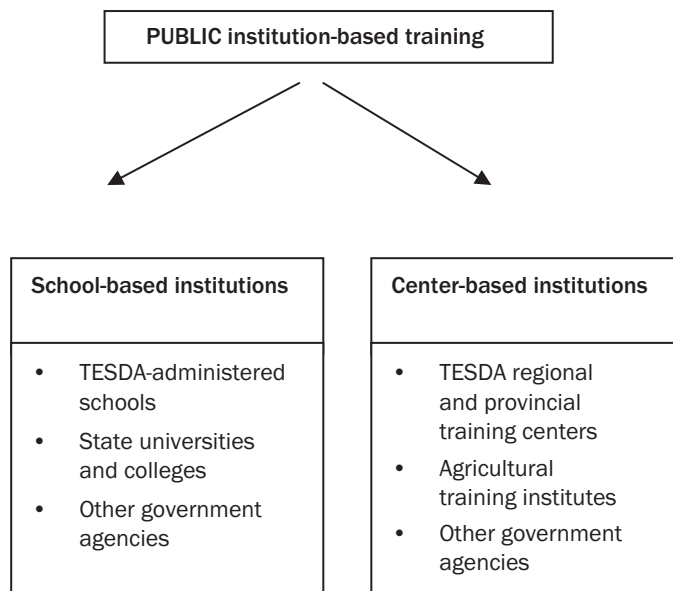 PUBLIC institution-based training
School-based institutions
• TESDA-administered
schools
• State universities
and colleges
• Other government
agencies
Center-based institutions
• TESDA regional
and provincial
training centers
• Agricultural
training institutes
• Other government
agencies